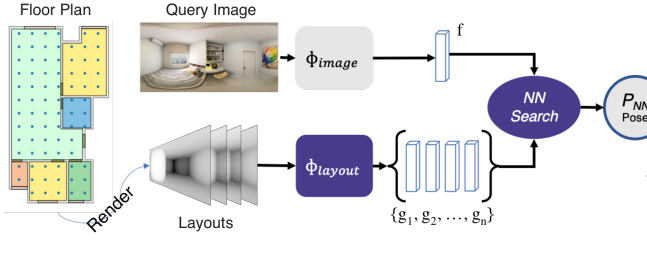 Floor Plan
Query Image
Φimage
f
NN
Search
PNN
Pose
Render
Layouts
Φlayout
{g1, g2, ..., gn}